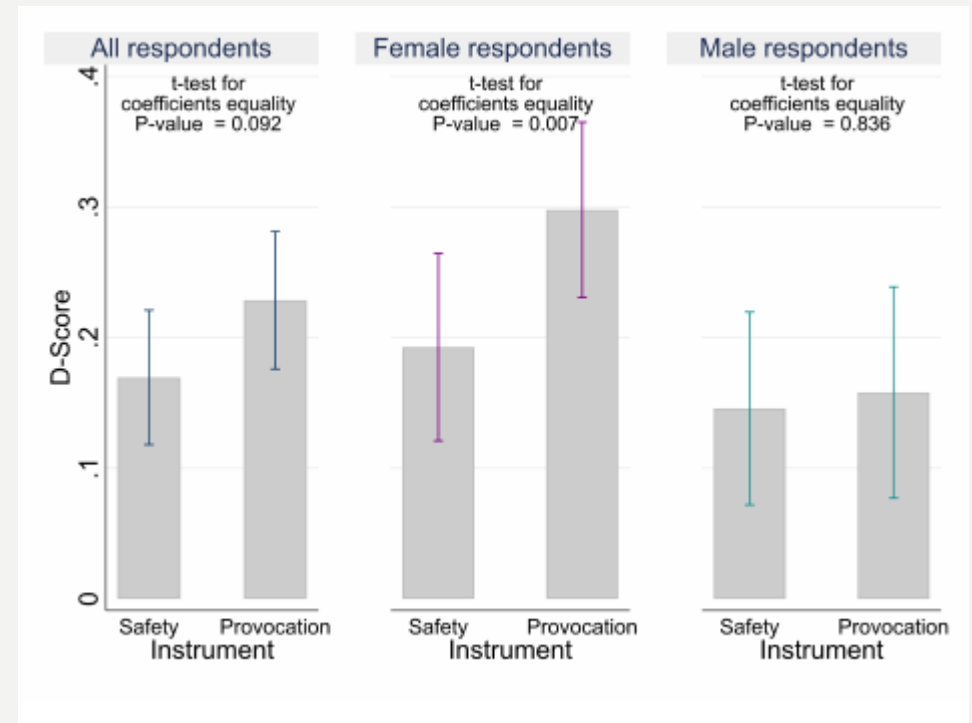 All respondents
Female respondents
Male respondents
t-test for
coefficients equality
P-value = 0.092
t-test for
coefficients equality
P-value = 0.007
t-test for
coefficients equality
P-value = 0.836
D-Score
.4
.3
.2
.1
0
Safety Provocation
Instrument
Safety Provocation
Instrument
Safety Provocation
Instrument